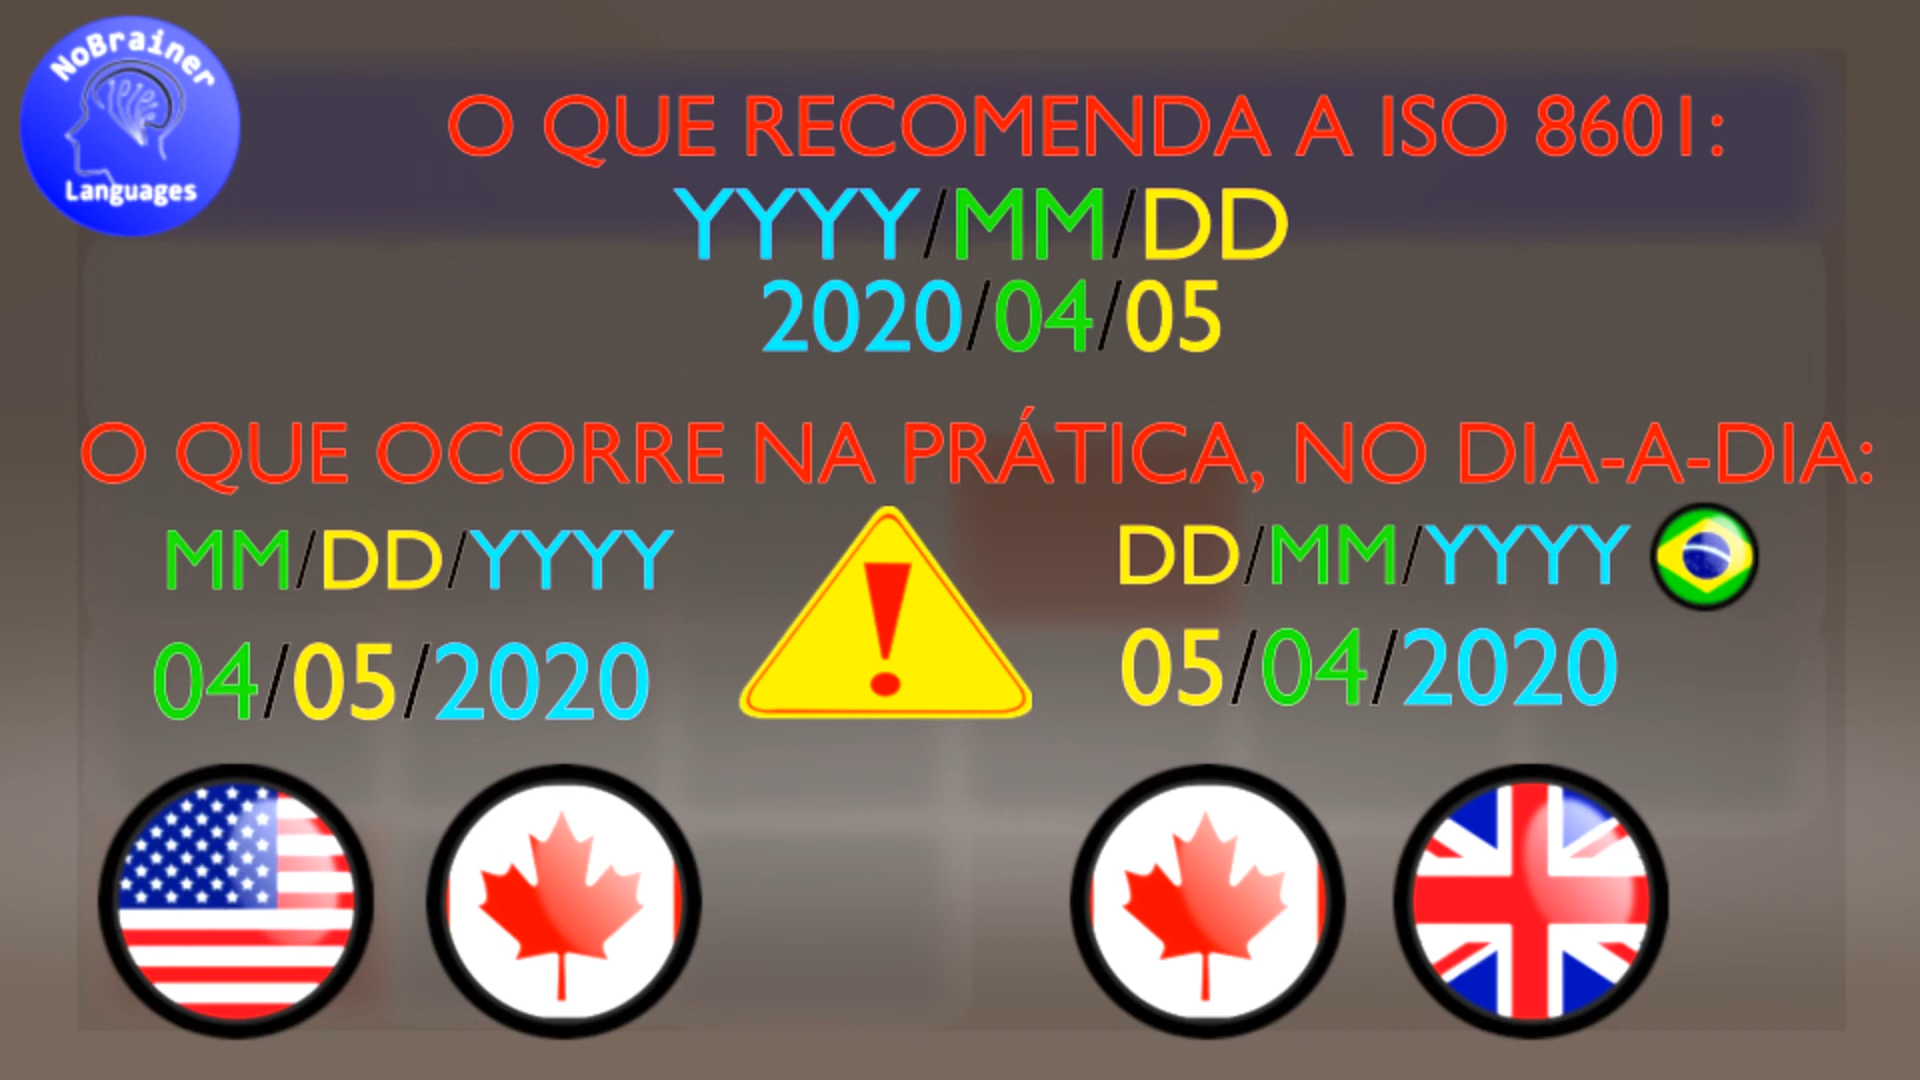 NoBrainer
Languages
O QUE RECOMENDA A ISO 8601:
YYYY/MM/DD
2020/04/05
O QUE OCORRE NA PRÁTICA, NO DIA-A-DIA:
MM/DD/YYYY
04/05/2020
DD/MM/YYYY
05/04/2020